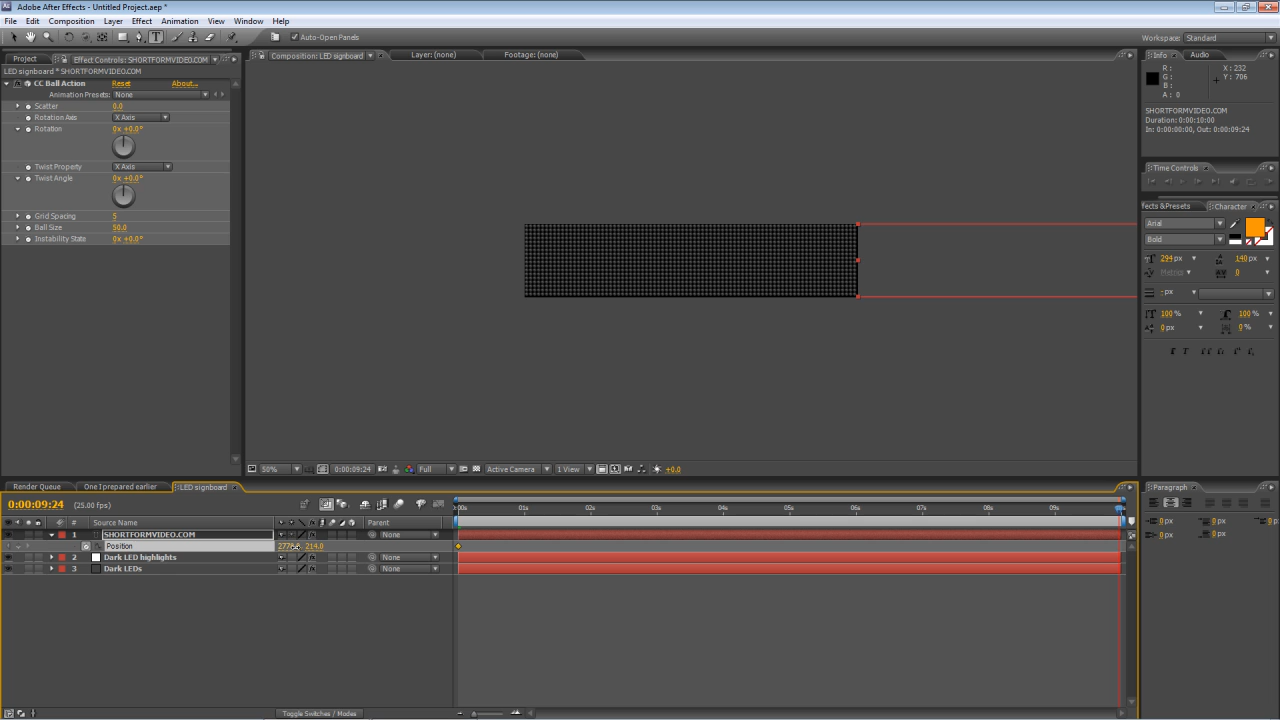 Adobe After Effects - Untitled Project.aep *
File Edit Composition Layer Effect Animation View Window Help
Auto-Open Panels Workspace: Standard
Project Effect Controls: SHORTFORMVIDEO.COM Composition: LED signboard Layer: (none) Footage: (none) Info Audio
LED signboard * SHORTFORMVIDEO.COM
CC Ball Action Reset About...
Animation Presets: None
Scatter 0.0
Rotation Axis X Axis
Rotation 0x +0.0°
Twist Property X Axis
Twist Angle 0x +0.0°
Grid Spacing 5
Ball Size 50.0
Instability State 0x +0.0°
R :
G :
B :
A : 0
X : 232
Y : 706
SHORTFORMVIDEO.COM
Duration: 0:00:10:00
In: 0:00:00:00, Out: 0:00:09:24
Time Controls
fects & Presets Character
Arial
Bold
294 px 140 px
Metrics 0
- px
100 % 100 %
0 px 0 %
T T TT Tt T' T,
50% 0:00:09:24 Full Active Camera 1 View +0.0
Render Queue One I prepared earlier LED signboard Paragraph
0:00:09:24 (25.00 fps)
:00s 01s 02s 03s 04s 05s 06s 07s 08s 09s
# Source Name Parent
1 SHORTFORMVIDEO.COM None
Position 214.0
2 Dark LED highlights None
3 Dark LEDs None
0 px 0 px 0 p
0 px 0 px
Toggle Switches / Modes